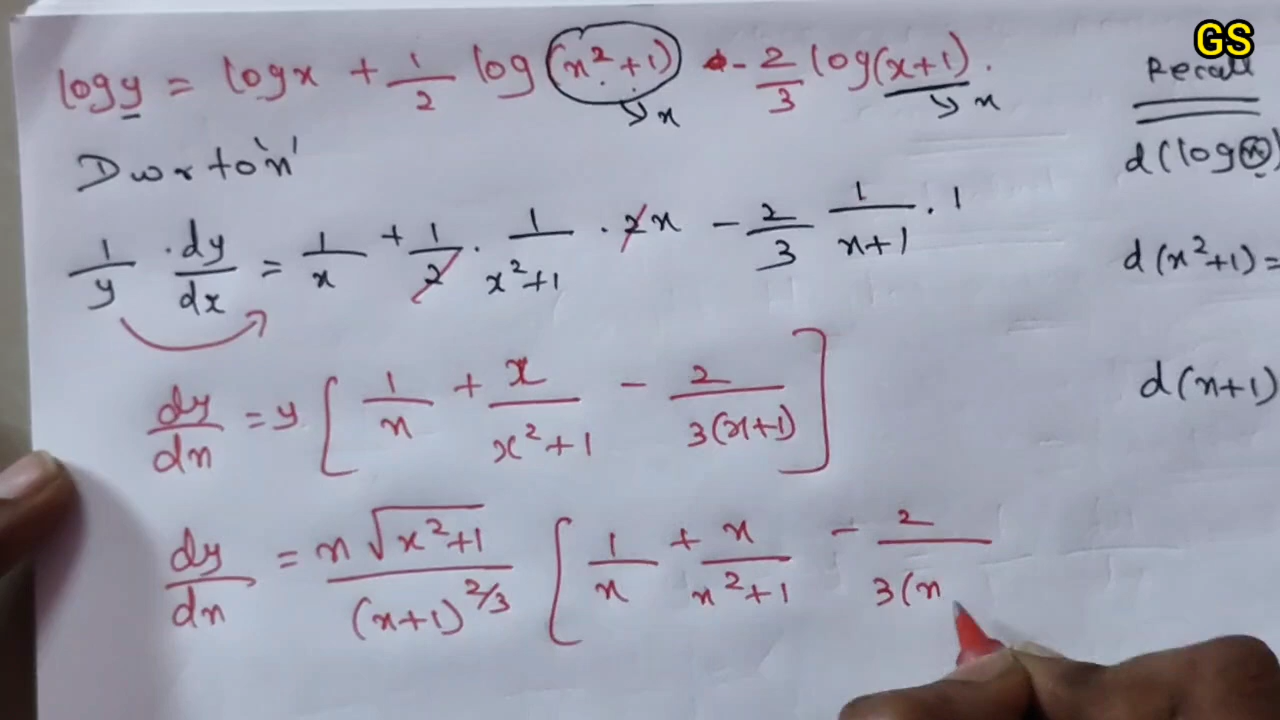 GS
log y = log x + 1/2 log (x² + 1) - 2/3 log (x+1).
→ x → x
D w r to 'x'
1/y . dy/dx = 1/x + 1/2 . 1/x²+1 . 2x - 2/3 1/x+1 . 1
dy/dx = y [ 1/x + x/x²+1 - 2/3(x+1) ]
dy/dx = x √x²+1 / (x+1)^2/3 [ 1/x + x/x²+1 - 2/3(x
Recall
d (log x)
d (x²+1) =
d (x+1)